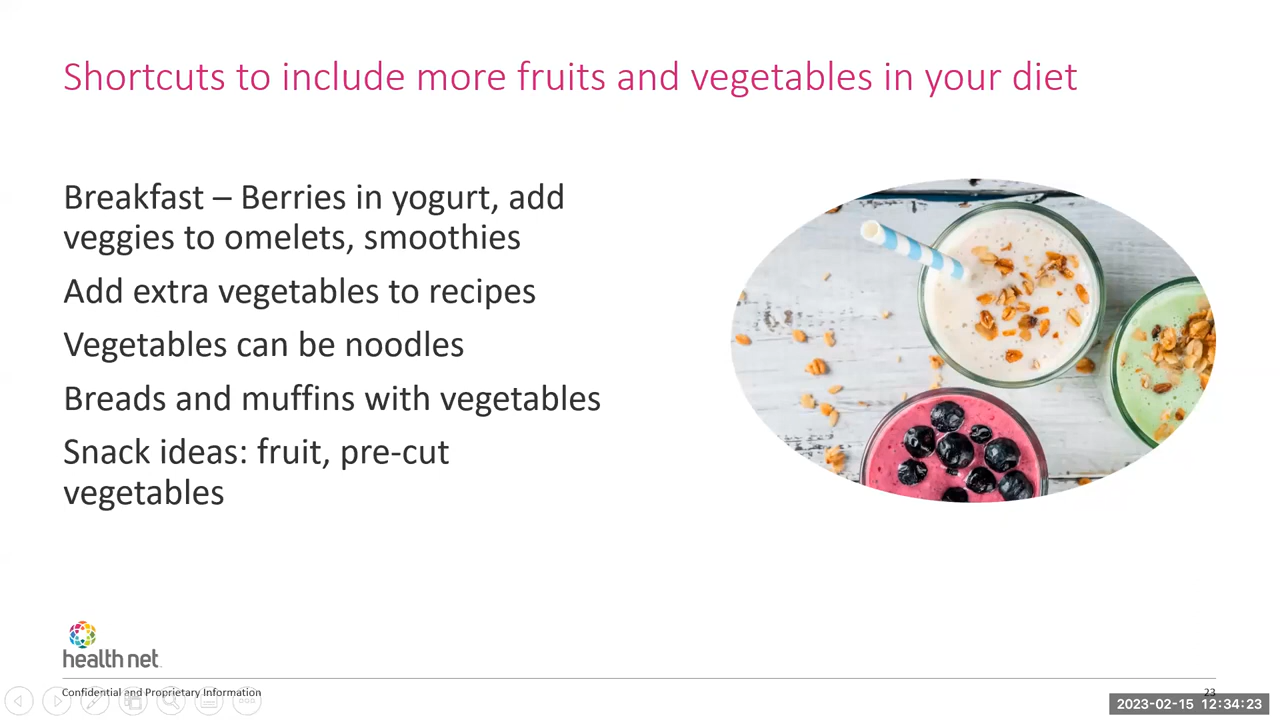 Shortcuts to include more fruits and vegetables in your diet
Breakfast – Berries in yogurt, add
veggies to omelets, smoothies
Add extra vegetables to recipes
Vegetables can be noodles
Breads and muffins with vegetables
Snack ideas: fruit, pre-cut
vegetables
health net
Confidential and Proprietary Information
23
2023-02-15 12:34:23